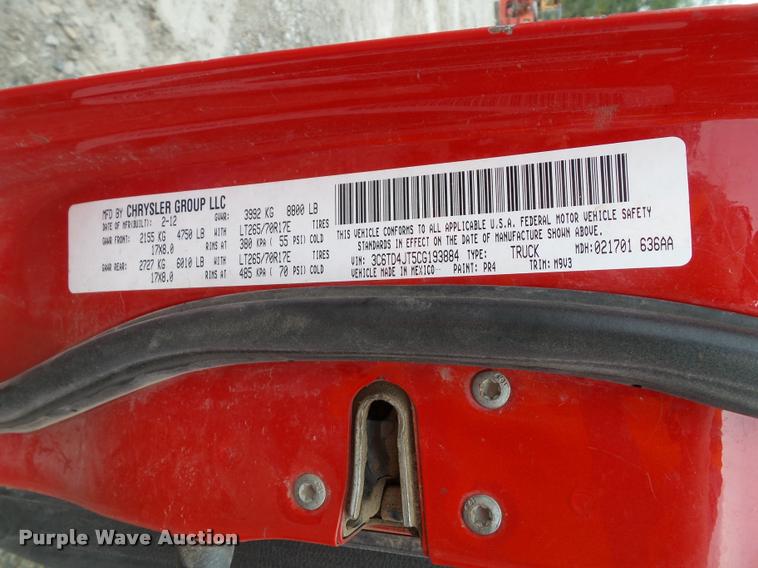 MFD BY CHRYSLER GROUP LLC
DATE OF MFR(BUILT): 2-12 GVWR: 3992 KG 8800 LB
GAWR FRONT: 2155 KG 4750 LB WITH LT265/70R17E TIRES
17X8.0 RIMS AT 380 KPA ( 55 PSI) COLD
GAWR REAR: 2727 KG 6010 LB WITH LT265/70R17E TIRES
17X8.0 RIMS AT 485 KPA ( 70 PSI) COLD
THIS VEHICLE CONFORMS TO ALL APPLICABLE U.S.A. FEDERAL MOTOR VEHICLE SAFETY
STANDARDS IN EFFECT ON THE DATE OF MANUFACTURE SHOWN ABOVE.
VIN: 3C6TD4JT5CG193884 TYPE: TRUCK MDH: 021701 636AA
VEHICLE MADE IN MEXICO PAINT: PR4 TRIM: M9V3
Purple Wave Auction